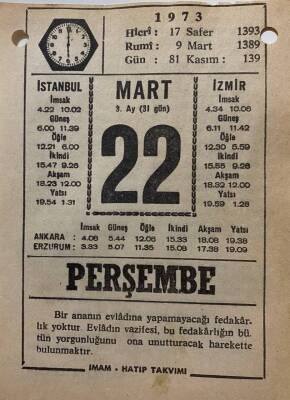 1973
Hicrî : 17 Safer 1393
Rumî : 9 Mart 1389
Gün : 81 Kasım : 139
İSTANBUL
İmsak
4.22 10.02
Güneş
6.00 11.39
Öğle
12.21 6.00
İkindi
15.47 9.26
Akşam
18.23 12.00
Yatsı
19.54 1.31
MART
3. Ay (31 gün)
22
İZMİR
İmsak
4.34 10.06
Güneş
6.11 11.42
Öğle
12.30 5.59
İkindi
15.55 9.28
Akşam
18.32 12.00
Yatsı
19.59 1.28
İmsak Güneş Öğle İkindi Akşam Yatsı
ANKARA : 4.06 5.44 12.06 15.33 18.08 19.38
ERZURUM : 3.33 5.07 11.35 15.08 17.38 19.09
PERŞEMBE
Bir ananın evlâdına yapamayacağı fedakâr-
lık yoktur. Evlâdın vazifesi, bu fedakârlığın bü-
tün yorgunluğunu ona unutturacak harekette
bulunmaktır.
İMAM - HATİP TAKVİMİ